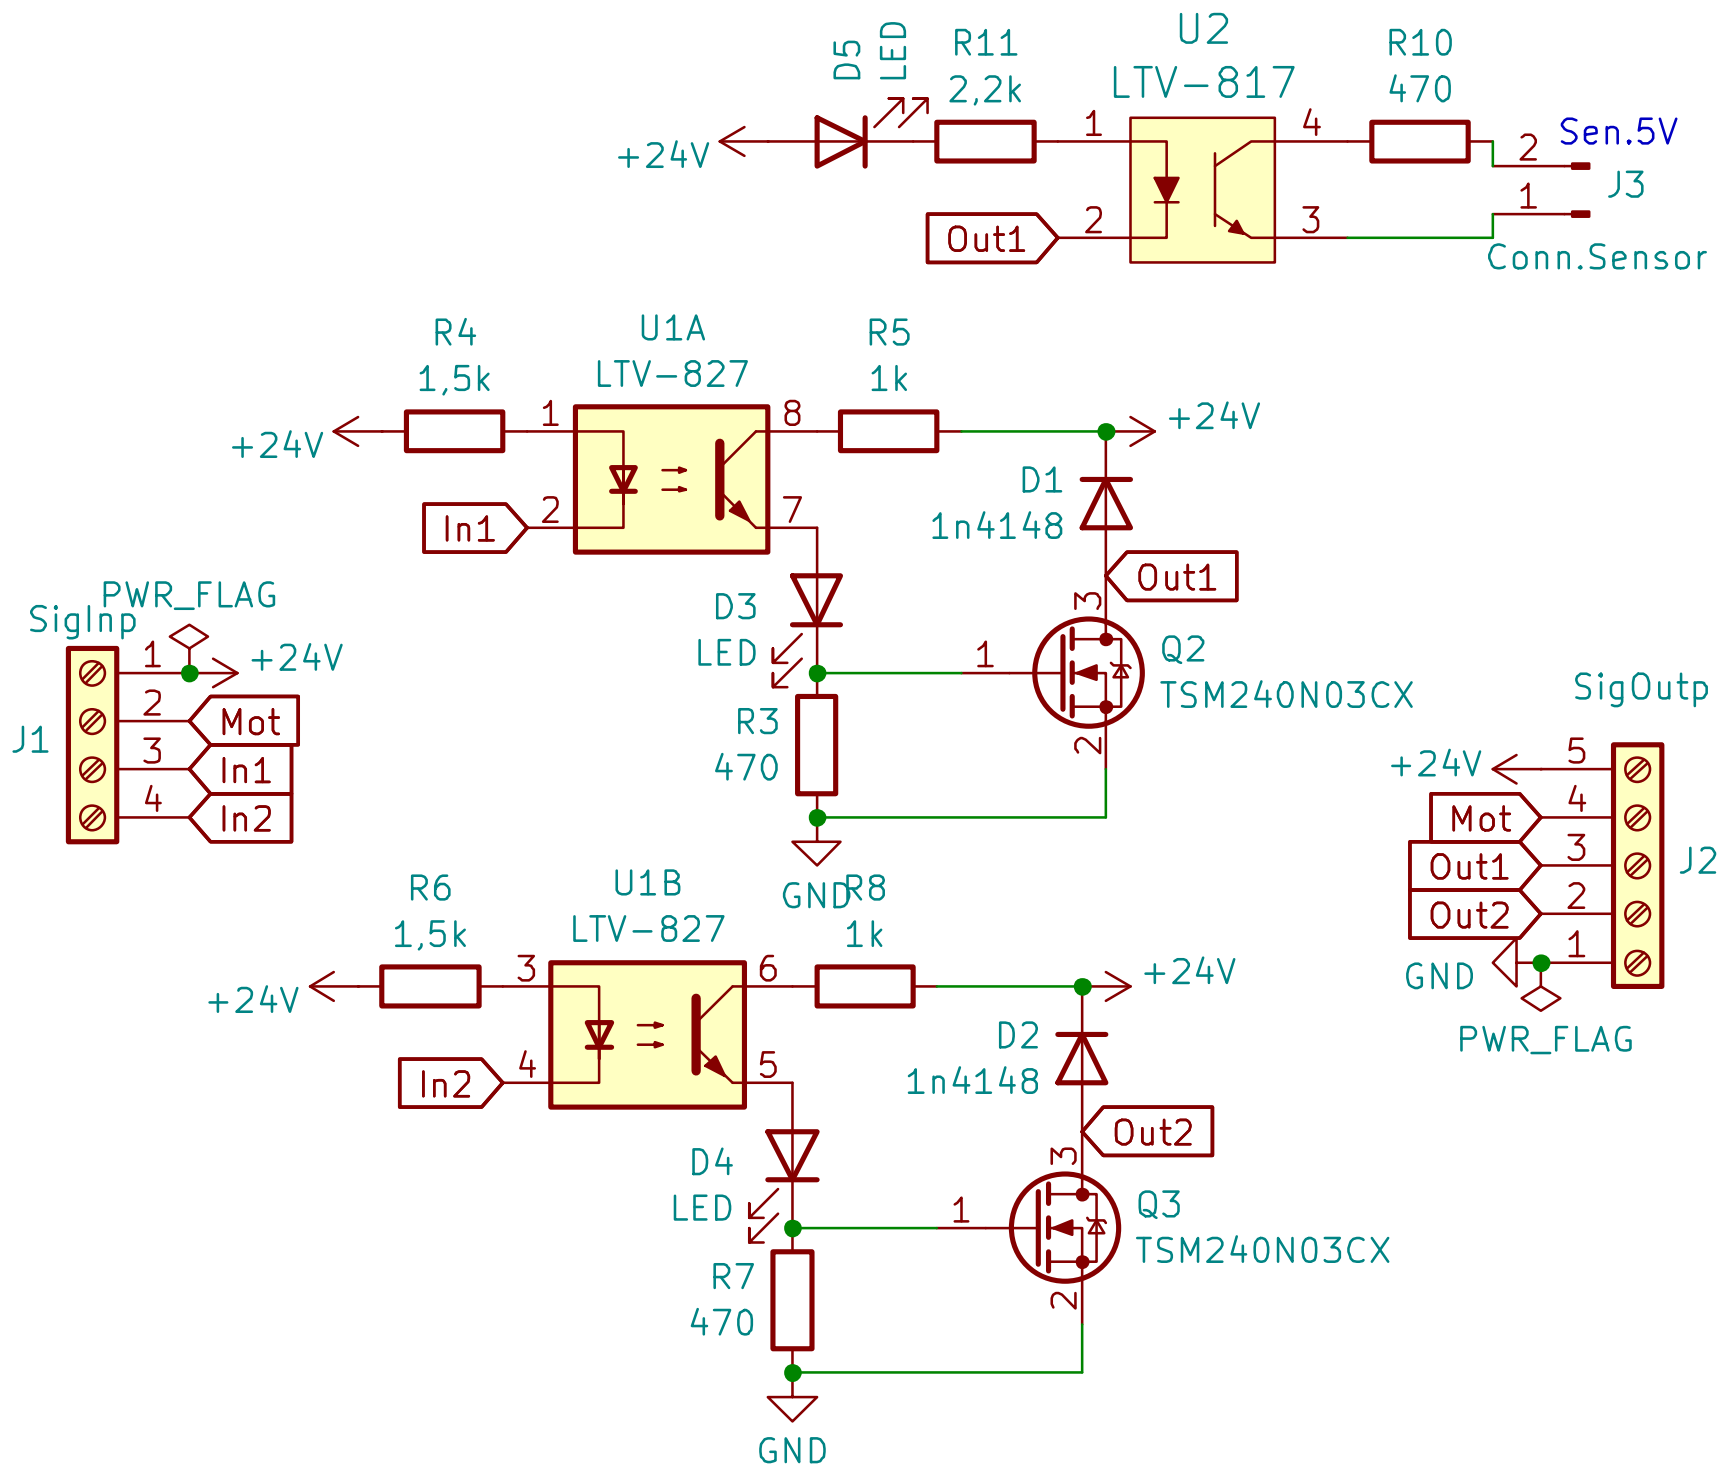 U2
LTV-817
D5
LED
R11
2,2k
R10
470
+24V
1
4
2
Sen.5V
J3
1
Out1
2
3
Conn.Sensor
R4
1,5k
U1A
LTV-827
R5
1k
+24V
1
8
+24V
In1
2
7
D1
1n4148
Out1
3
PWR_FLAG
SigInp
1
+24V
2
Mot
J1
3
In1
4
In2
D3
LED
1
Q2
TSM240N03CX
2
R3
470
GND
SigOutp
+24V
5
Mot
4
Out1
3
J2
Out2
2
GND
1
PWR_FLAG
R6
1,5k
U1B
LTV-827
R8
1k
+24V
3
6
+24V
In2
4
5
D2
1n4148
Out2
3
D4
LED
1
Q3
TSM240N03CX
2
R7
470
GND